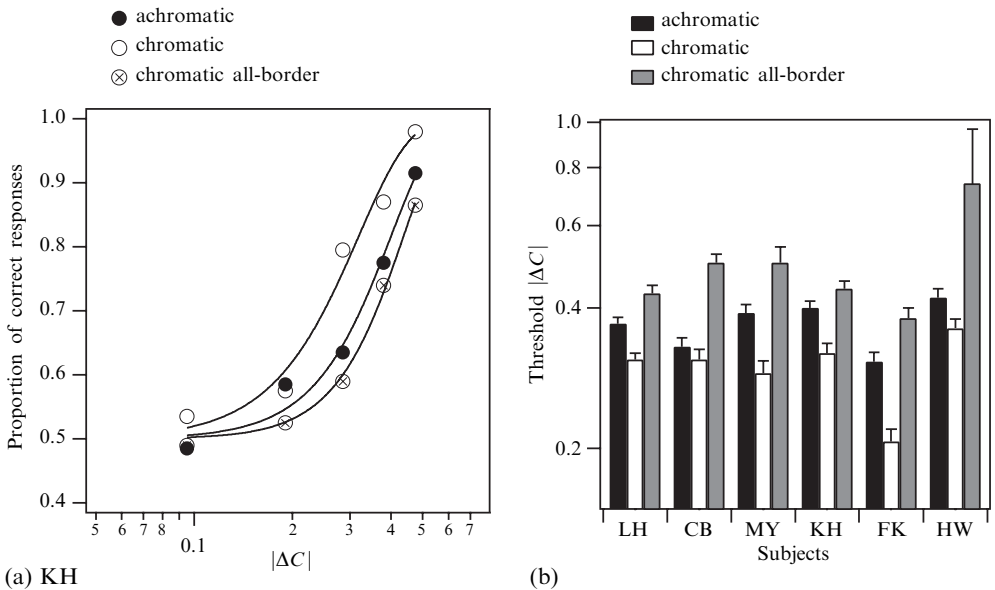 achromatic
chromatic
chromatic all-border
Proportion of correct responses
1.0
0.9
0.8
0.7
0.6
0.5
0.4
5 6 7 8 2 3 4 5 6 7
0.1
|ΔC|
(a) KH
achromatic
chromatic
chromatic all-border
Threshold |ΔC|
1.0
0.8
0.6
0.4
0.2
LH CB MY KH FK HW
Subjects
(b)